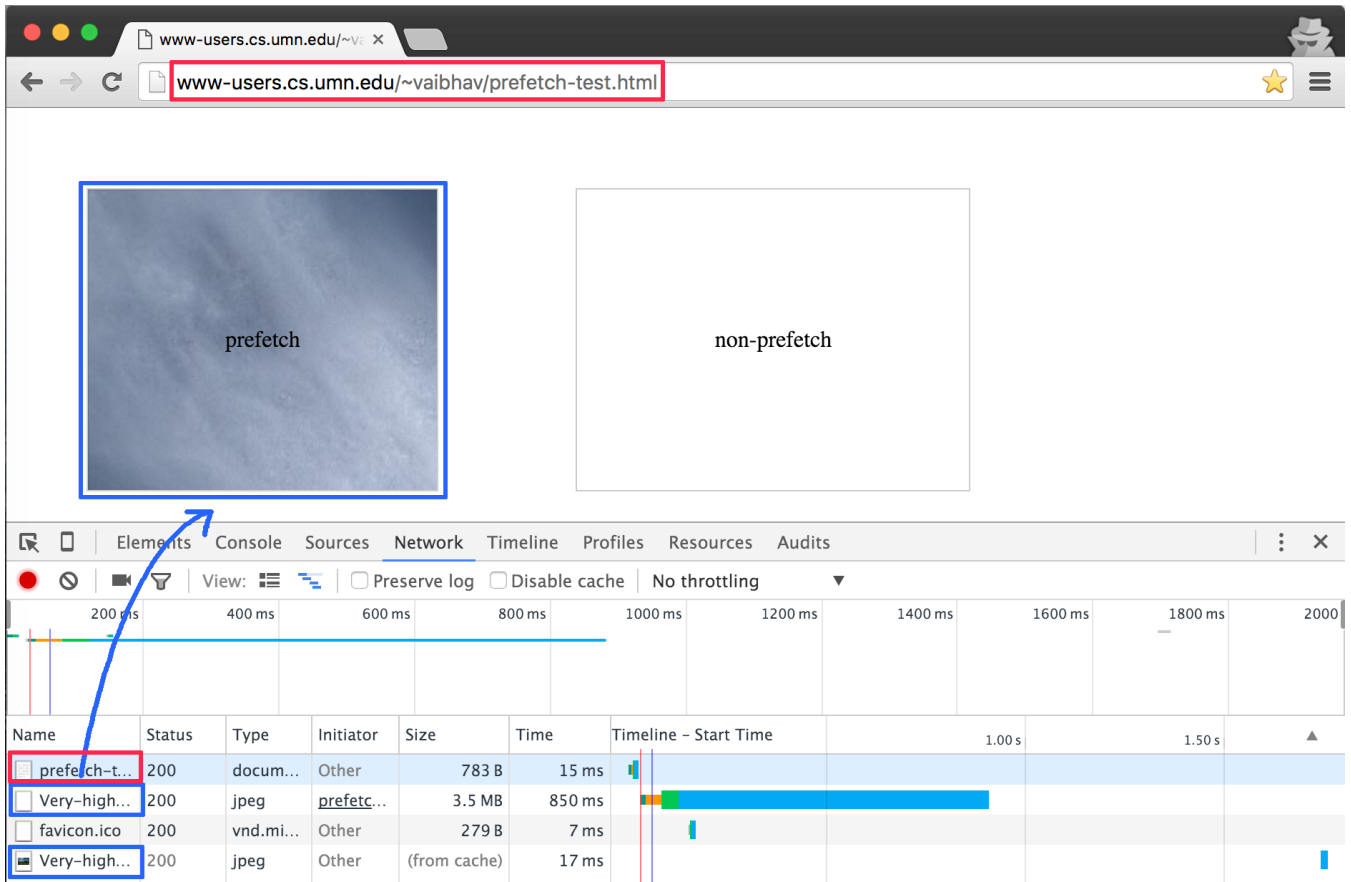 www-users.cs.umn.edu/~va
www-users.cs.umn.edu/~vaibhav/prefetch-test.html
prefetch non-prefetch
Elements Console Sources Network Timeline Profiles Resources Audits
View: Preserve log Disable cache No throttling
200 ms 400 ms 600 ms 800 ms 1000 ms 1200 ms 1400 ms 1600 ms 1800 ms 2000
Name Status Type Initiator Size Time Timeline – Start Time 1.00 s 1.50 s
prefetch-t... 200 docum... Other 783 B 15 ms
Very-high... 200 jpeg prefetc... 3.5 MB 850 ms
favicon.ico 200 vnd.mi... Other 279 B 7 ms
Very-high... 200 jpeg Other (from cache) 17 ms